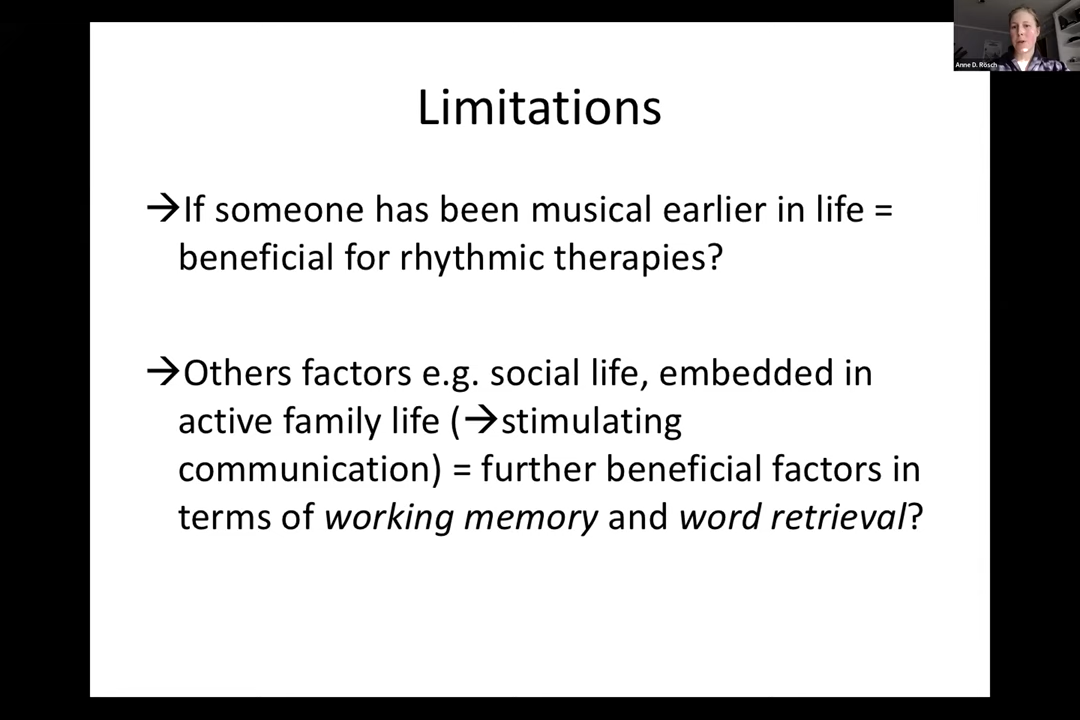 Anne D. Rösch
Limitations
→If someone has been musical earlier in life =
beneficial for rhythmic therapies?
→Others factors e.g. social life, embedded in
active family life (→stimulating
communication) = further beneficial factors in
terms of working memory and word retrieval?